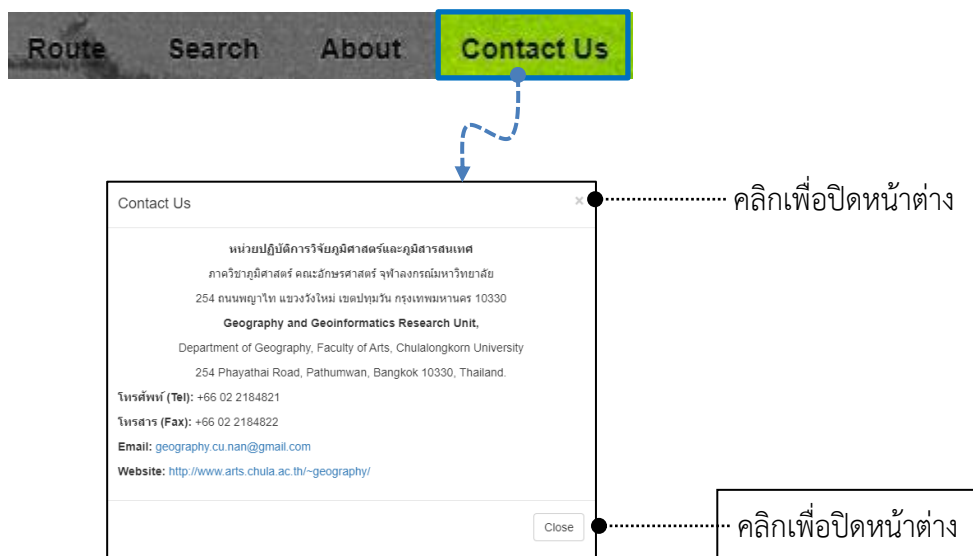 Route Search About Contact Us
Contact Us ×
คลิกเพื่อปิดหน้าต่าง
หน่วยปฏิบัติการวิจัยภูมิศาสตร์และภูมิสารสนเทศ
ภาควิชาภูมิศาสตร์ คณะอักษรศาสตร์ จุฬาลงกรณ์มหาวิทยาลัย
254 ถนนพญาไท แขวงวังใหม่ เขตปทุมวัน กรุงเทพมหานคร 10330
Geography and Geoinformatics Research Unit,
Department of Geography, Faculty of Arts, Chulalongkorn University
254 Phayathai Road, Pathumwan, Bangkok 10330, Thailand.
โทรศัพท์ (Tel): +66 02 2184821
โทรสาร (Fax): +66 02 2184822
Email: geography.cu.nan@gmail.com
Website: http://www.arts.chula.ac.th/~geography/
Close
คลิกเพื่อปิดหน้าต่าง